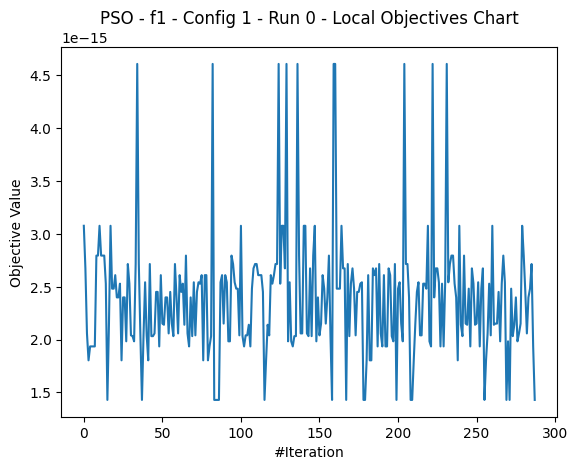 PSO - f1 - Config 1 - Run 0 - Local Objectives Chart
1e−15
4.5
4.0
3.5
3.0
2.5
2.0
1.5
Objective Value
0 50 100 150 200 250 300
#Iteration